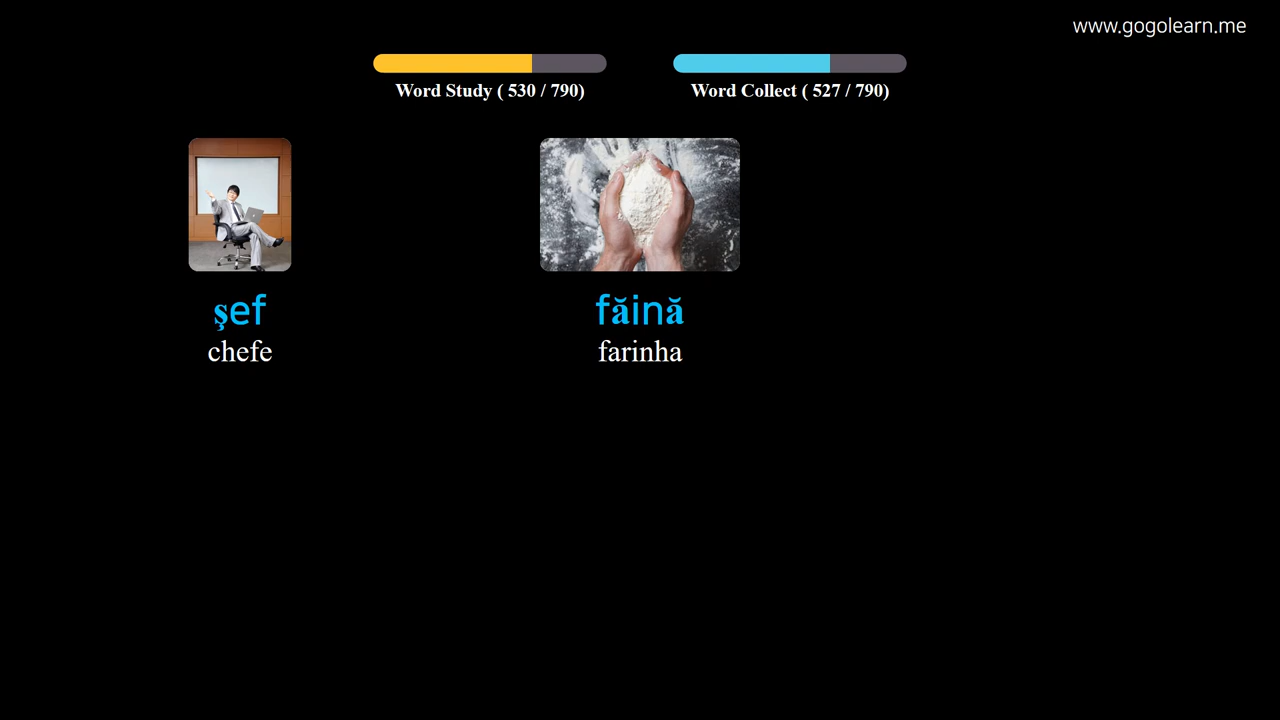 www.gogolearn.me
Word Study ( 530 / 790)
Word Collect ( 527 / 790)
şef
chefe
făină
farinha